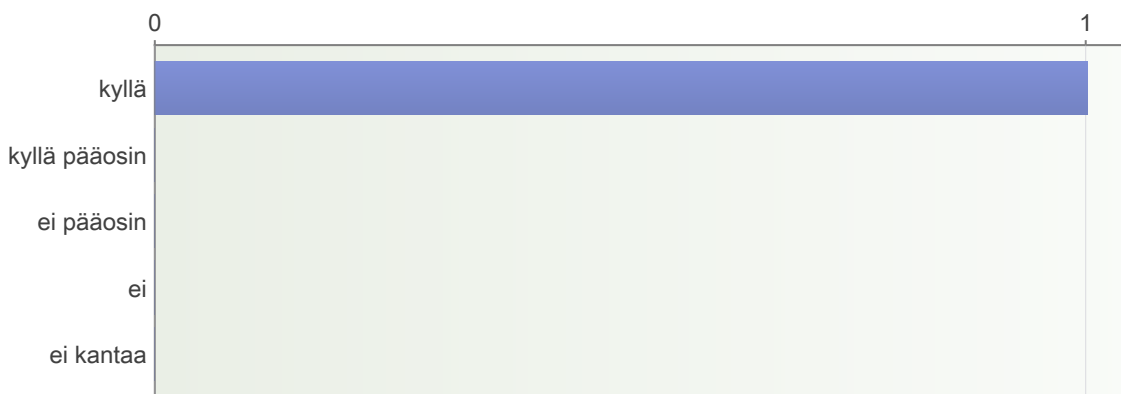 0 1
kyllä
kyllä pääosin
ei pääosin
ei
ei kantaa